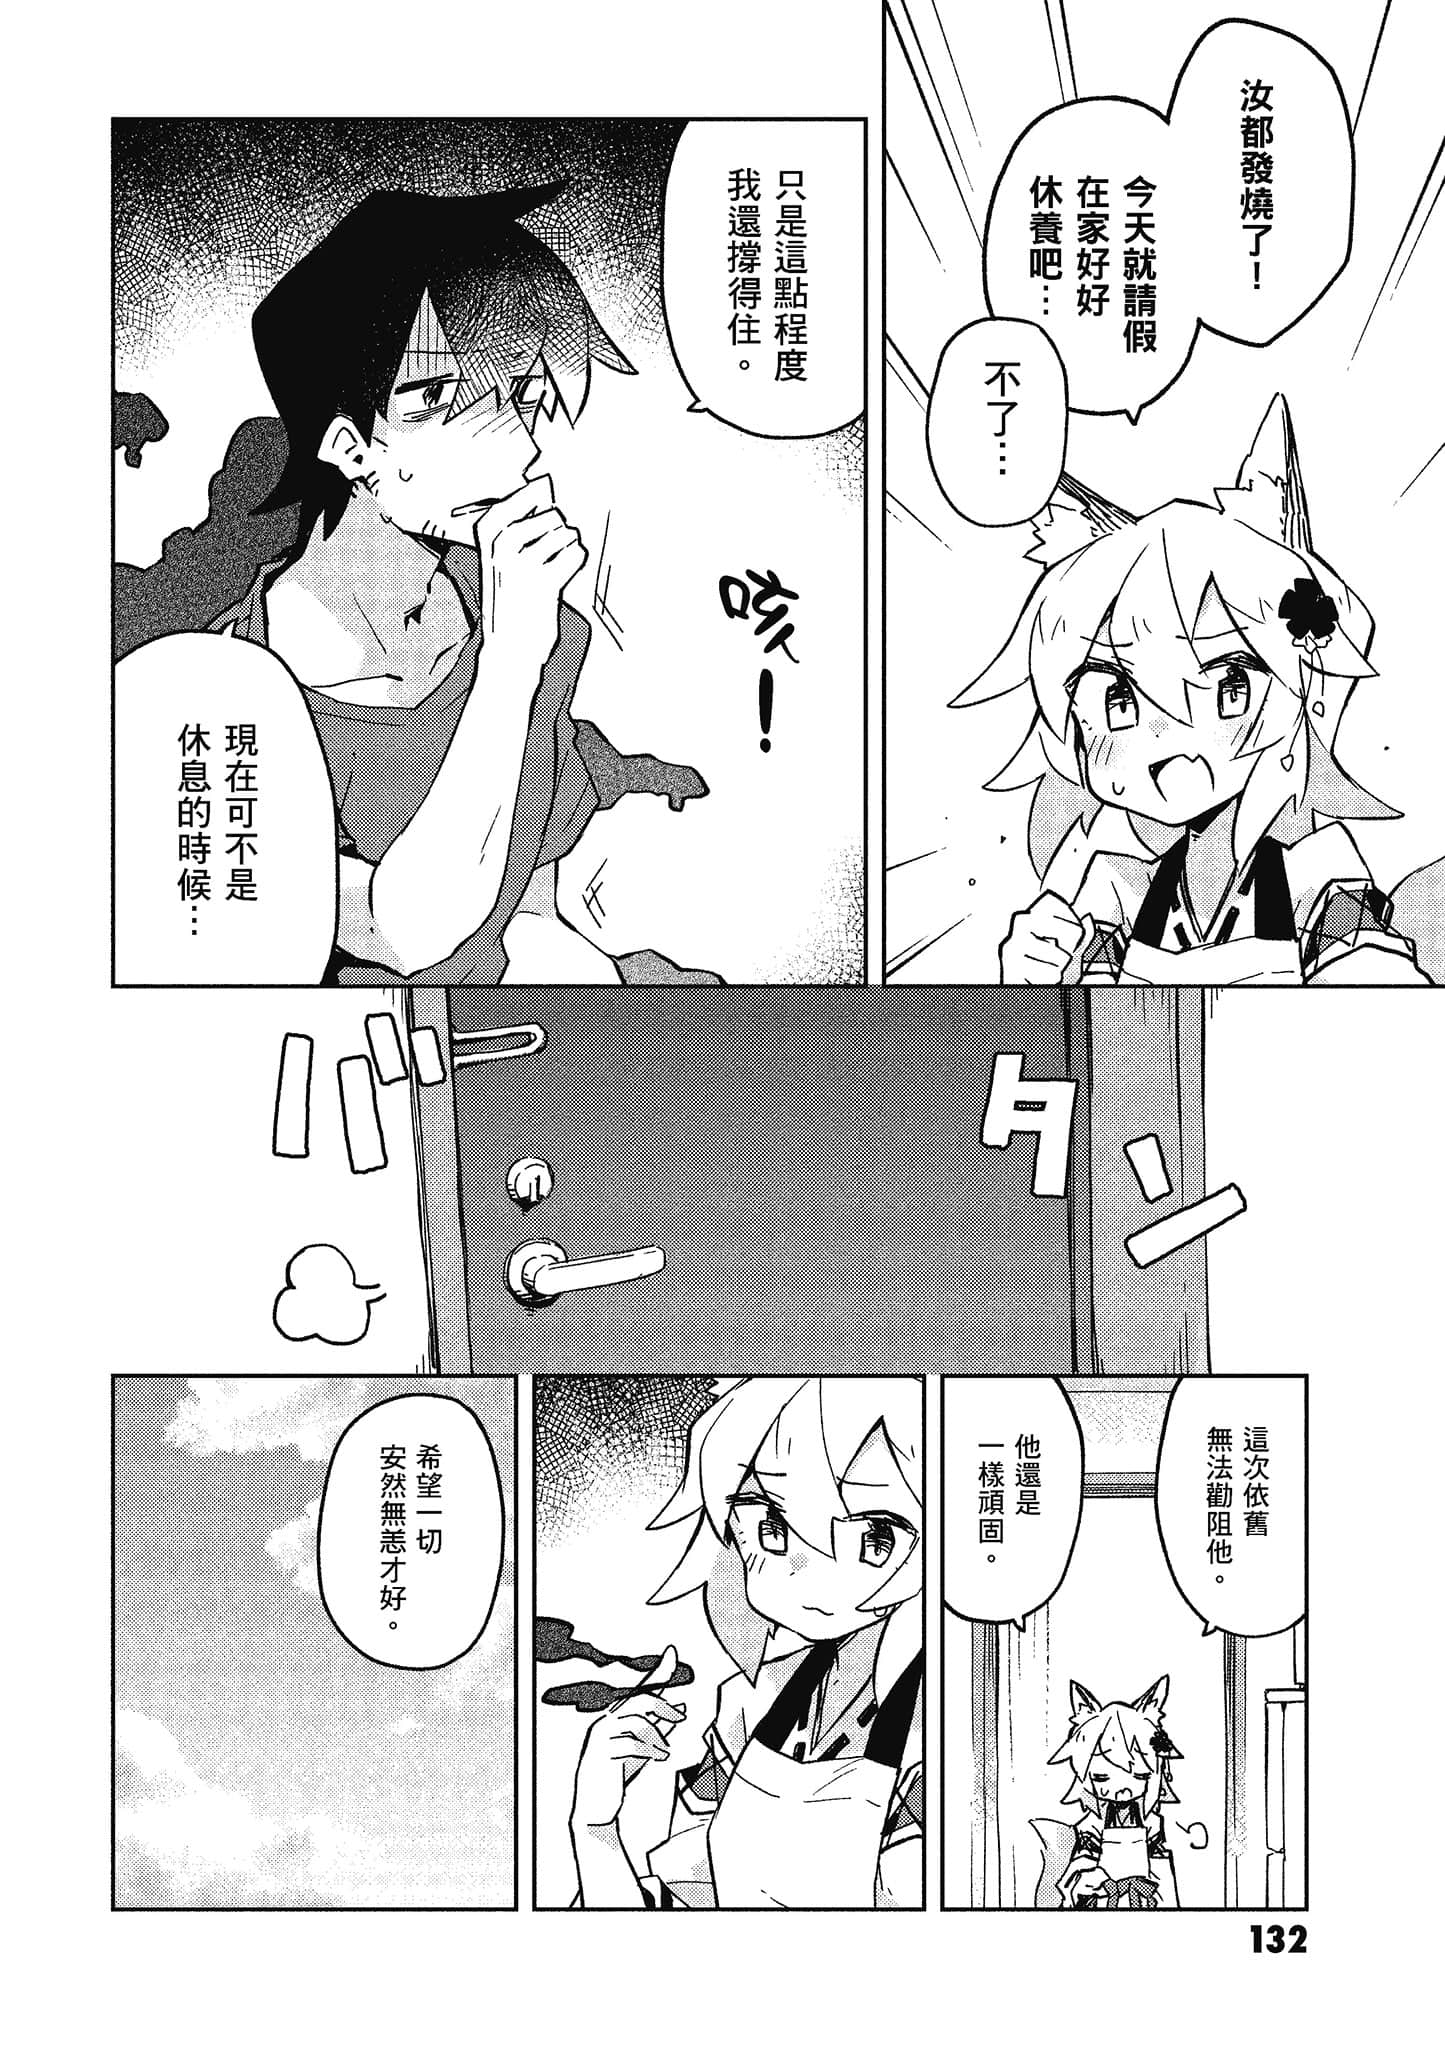 汝都發燒了！
今天就請假
在家好好
休養吧…
不了…
只是這點程度
我還撐得住。
咳！
現在可不是
休息的時候…
這次依舊
無法勸阻他。
他還是
一樣頑固。
希望一切
安然無恙才好。
132